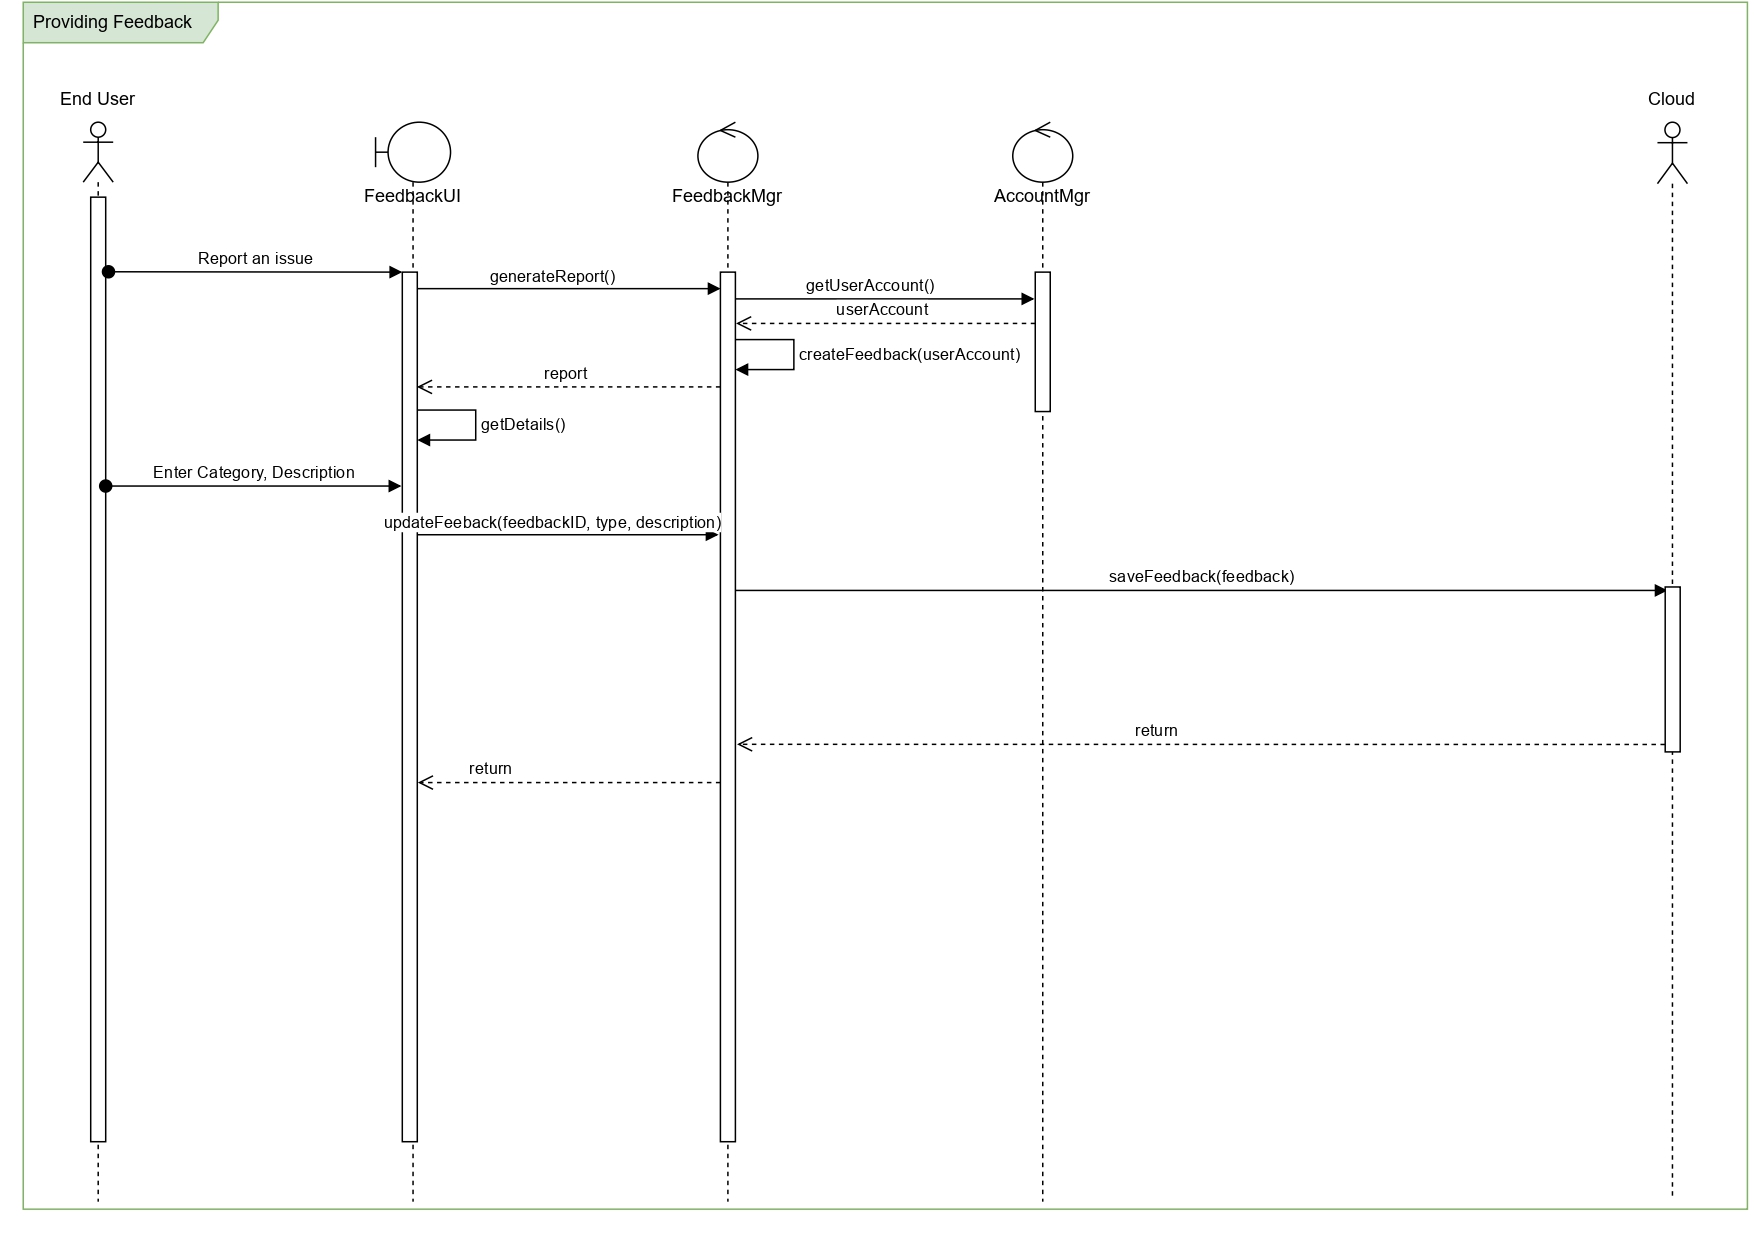 Providing Feedback
End User
Cloud
FeedbackUI
FeedbackMgr
AccountMgr
Report an issue
generateReport()
getUserAccount()
userAccount
createFeedback(userAccount)
report
getDetails()
Enter Category, Description
updateFeeback(feedbackID, type, description)
saveFeedback(feedback)
return
return